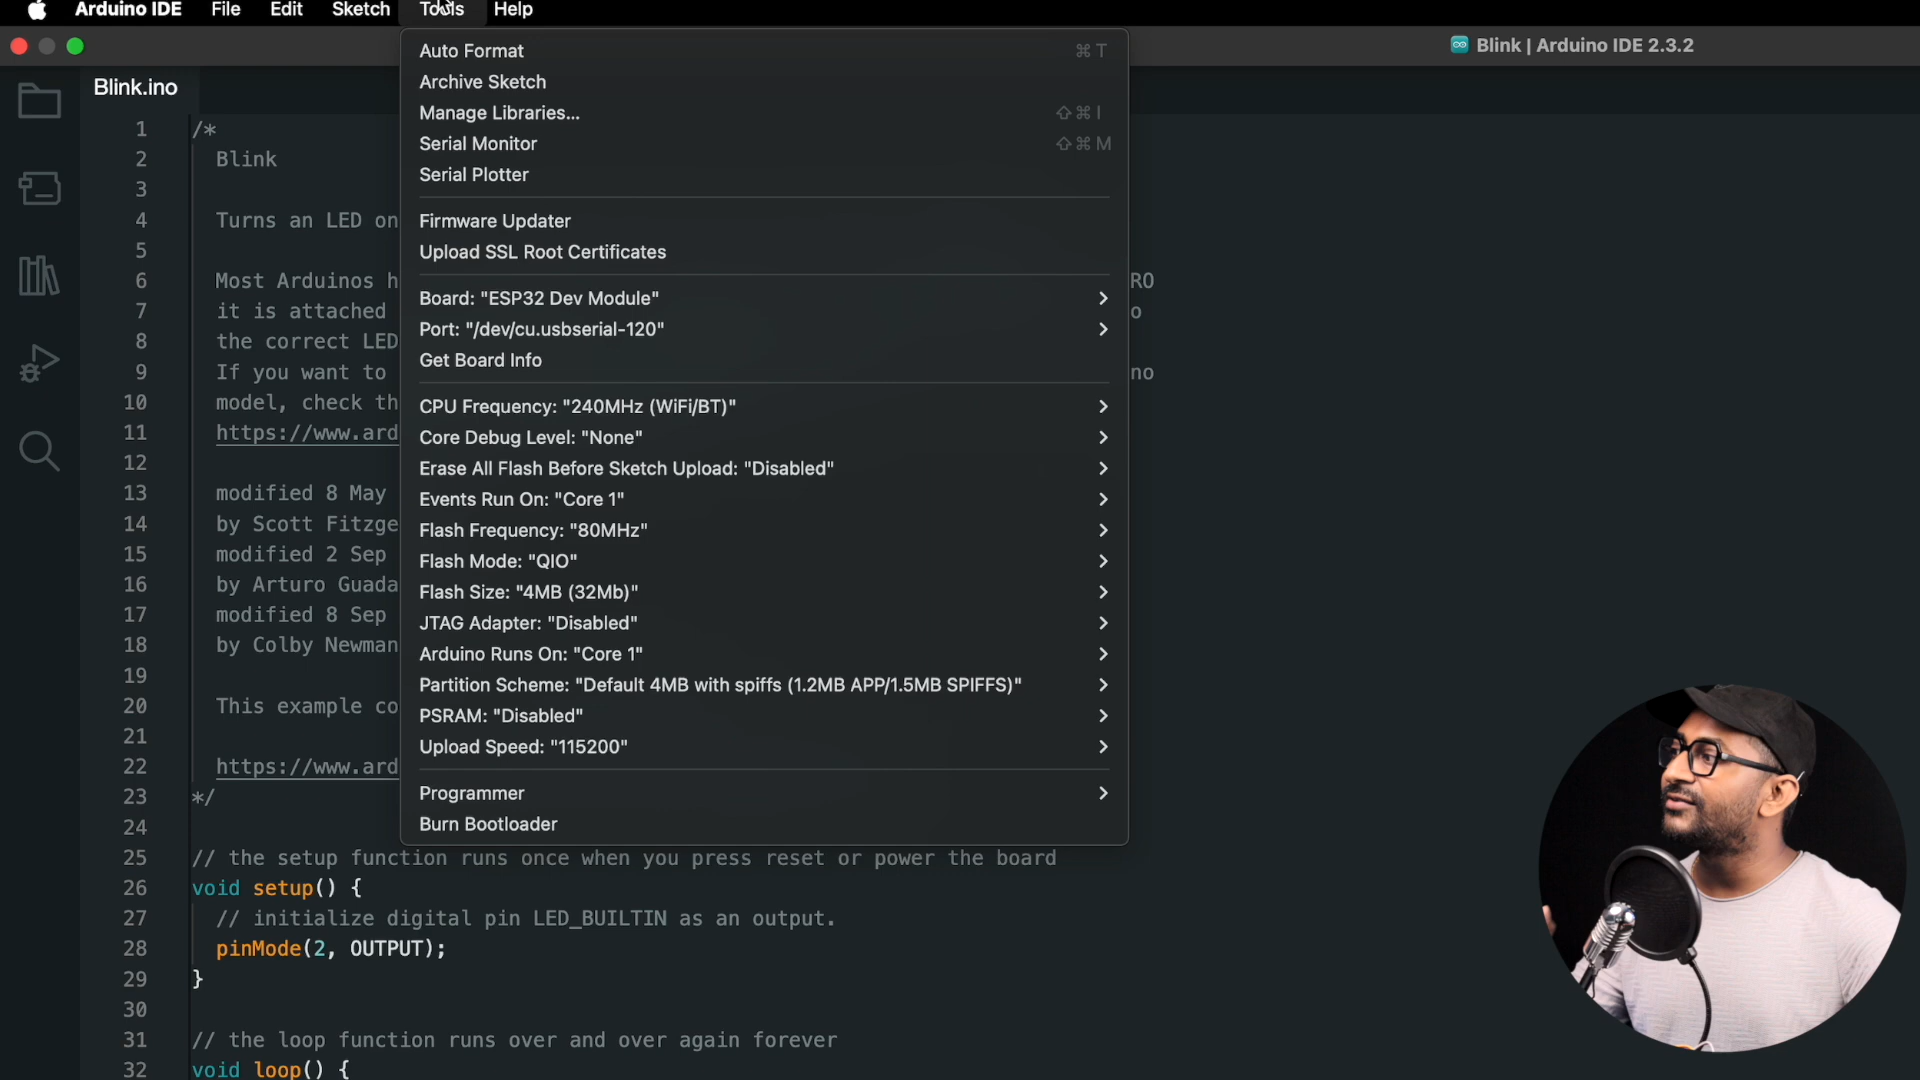 Arduino IDE File Edit Sketch Tools Help
Blink | Arduino IDE 2.3.2
Blink.ino
Auto Format ⌘ T
Archive Sketch
Manage Libraries... ⇧ ⌘ I
Serial Monitor ⇧ ⌘ M
Serial Plotter
Firmware Updater
Upload SSL Root Certificates
Board: "ESP32 Dev Module"
Port: "/dev/cu.usbserial-120"
Get Board Info
CPU Frequency: "240MHz (WiFi/BT)"
Core Debug Level: "None"
Erase All Flash Before Sketch Upload: "Disabled"
Events Run On: "Core 1"
Flash Frequency: "80MHz"
Flash Mode: "QIO"
Flash Size: "4MB (32Mb)"
JTAG Adapter: "Disabled"
Arduino Runs On: "Core 1"
Partition Scheme: "Default 4MB with spiffs (1.2MB APP/1.5MB SPIFFS)"
PSRAM: "Disabled"
Upload Speed: "115200"
Programmer
Burn Bootloader
1 /*
2 Blink
3
4 Turns an LED on
5
6 Most Arduinos h RO
7 it is attached o
8 the correct LED
9 If you want to no
10 model, check th
11 https://www.ard
12
13 modified 8 May
14 by Scott Fitzge
15 modified 2 Sep
16 by Arturo Guada
17 modified 8 Sep
18 by Colby Newman
19
20 This example co
21
22 https://www.ard
23 */
24
25 // the setup function runs once when you press reset or power the board
26 void setup() {
27 // initialize digital pin LED_BUILTIN as an output.
28 pinMode(2, OUTPUT);
29 }
30
31 // the loop function runs over and over again forever
32 void loop() {